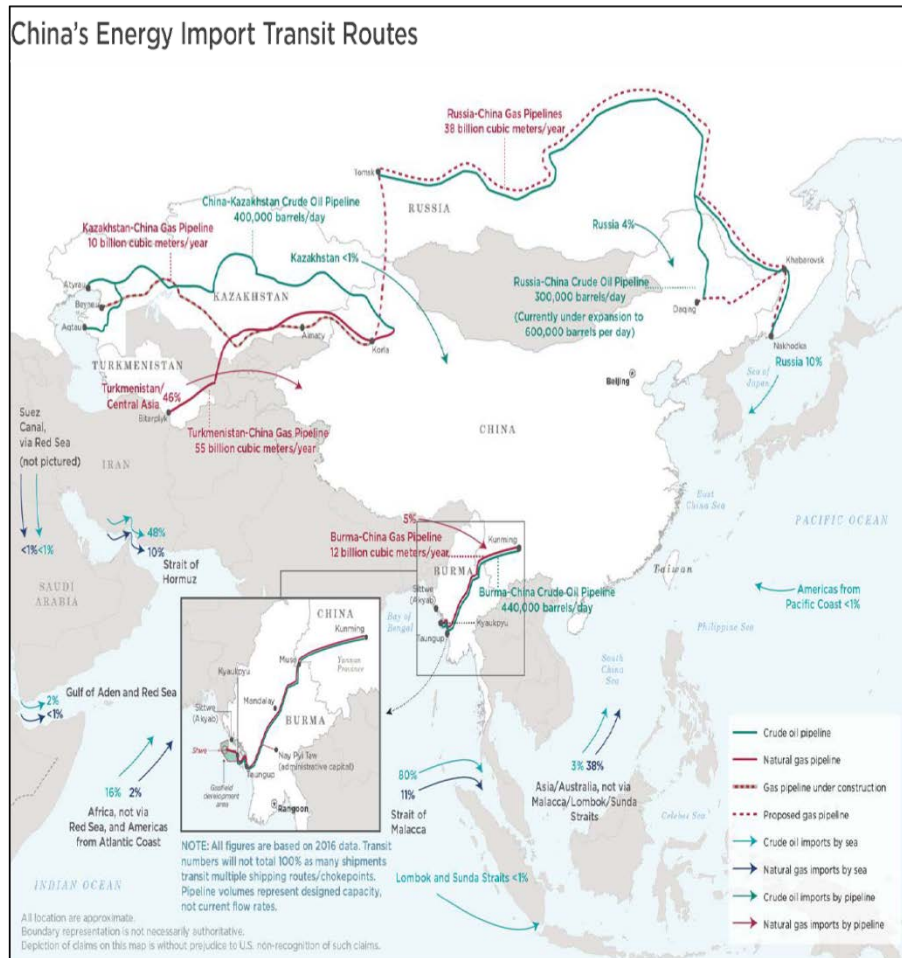 China's Energy Import Transit Routes
Russia-China Gas Pipelines
38 billion cubic meters/year
Tomsk
China-Kazakhstan Crude Oil Pipeline
400,000 barrels/day
RUSSIA
Kazakhstan-China Gas Pipeline
10 billion cubic meters/year
Kazakhstan <1%
Russia 4%
Khabarovsk
Atyrau
Beyneu
Aqtau
KAZAKHSTAN
Russia-China Crude Oil Pipeline
300,000 barrels/day
(Currently under expansion to
600,000 barrels per day)
Daqing
Almaty
Korla
Nakhodka
TURKMENISTAN
Turkmenistan/
Central Asia
46%
Beijing
Sea of
Japan
Russia 10%
Suez
Canal,
via Red Sea
(not pictured)
Turkmenistan-China Gas Pipeline
55 billion cubic meters/year
CHINA
IRAN
<1% <1%
48%
10%
Strait of
Hormuz
5%
Burma-China Gas Pipeline
12 billion cubic meters/year
Kunming
East
China Sea
PACIFIC OCEAN
SAUDI
ARABIA
BURMA
Sittwe
(Akyab)
Burma-China Crude Oil Pipeline
440,000 barrels/day
Taiwan
Americas from
Pacific Coast <1%
Bay of
Bengal
Kyaukpyu
Taungup
Philippine Sea
CHINA
Kunming
Muse
Yunnan
Province
South
China
Sea
Kyaukpyu
Gulf of Aden and Red Sea
2%
<1%
Mandalay
Sittwe
(Akyab)
BURMA
Shwe
Nay Pyi Taw
(administrative capital)
Taungup
Gasfield
development
area
Rangoon
16% 2%
Africa, not via
Red Sea, and Americas
from Atlantic Coast
80%
11%
Strait of
Malacca
3% 38%
Asia/Australia, not via
Malacca/Lombok/Sunda
Straits
Celebes Sea
Crude oil pipeline
Natural gas pipeline
Gas pipeline under construction
Proposed gas pipeline
Crude oil imports by sea
Natural gas imports by sea
Crude oil imports by pipeline
Natural gas imports by pipeline
NOTE: All figures are based on 2016 data. Transit
numbers will not total 100% as many shipments
transit multiple shipping routes/chokepoints.
Pipeline volumes represent designed capacity,
not current flow rates.
Lombok and Sunda Straits <1%
INDIAN OCEAN
All location are approximate.
Boundary representation is not necessarily authoritative.
Depiction of claims on this map is without prejudice to U.S. non-recognition of such claims.